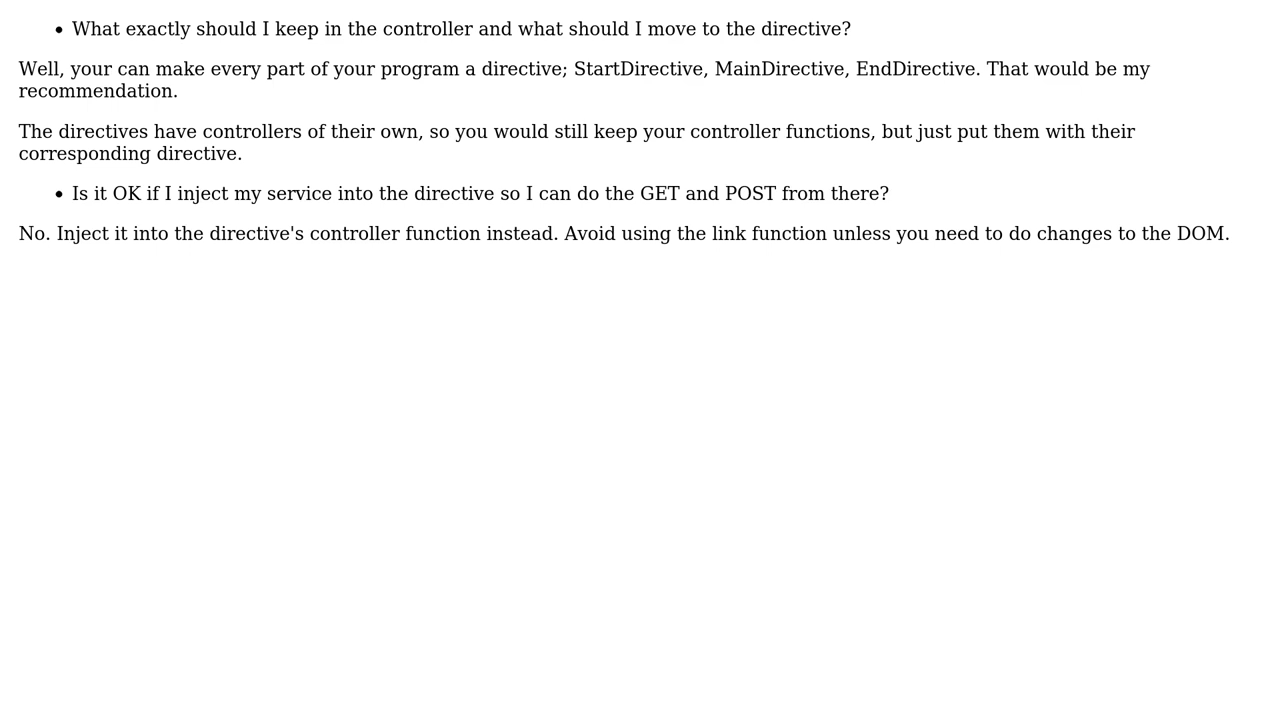 • What exactly should I keep in the controller and what should I move to the directive?
Well, your can make every part of your program a directive; StartDirective, MainDirective, EndDirective. That would be my
recommendation.
The directives have controllers of their own, so you would still keep your controller functions, but just put them with their
corresponding directive.
• Is it OK if I inject my service into the directive so I can do the GET and POST from there?
No. Inject it into the directive's controller function instead. Avoid using the link function unless you need to do changes to the DOM.